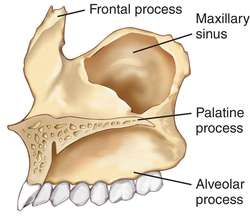 Frontal process
Maxillary
sinus
Palatine
process
Alveolar
process